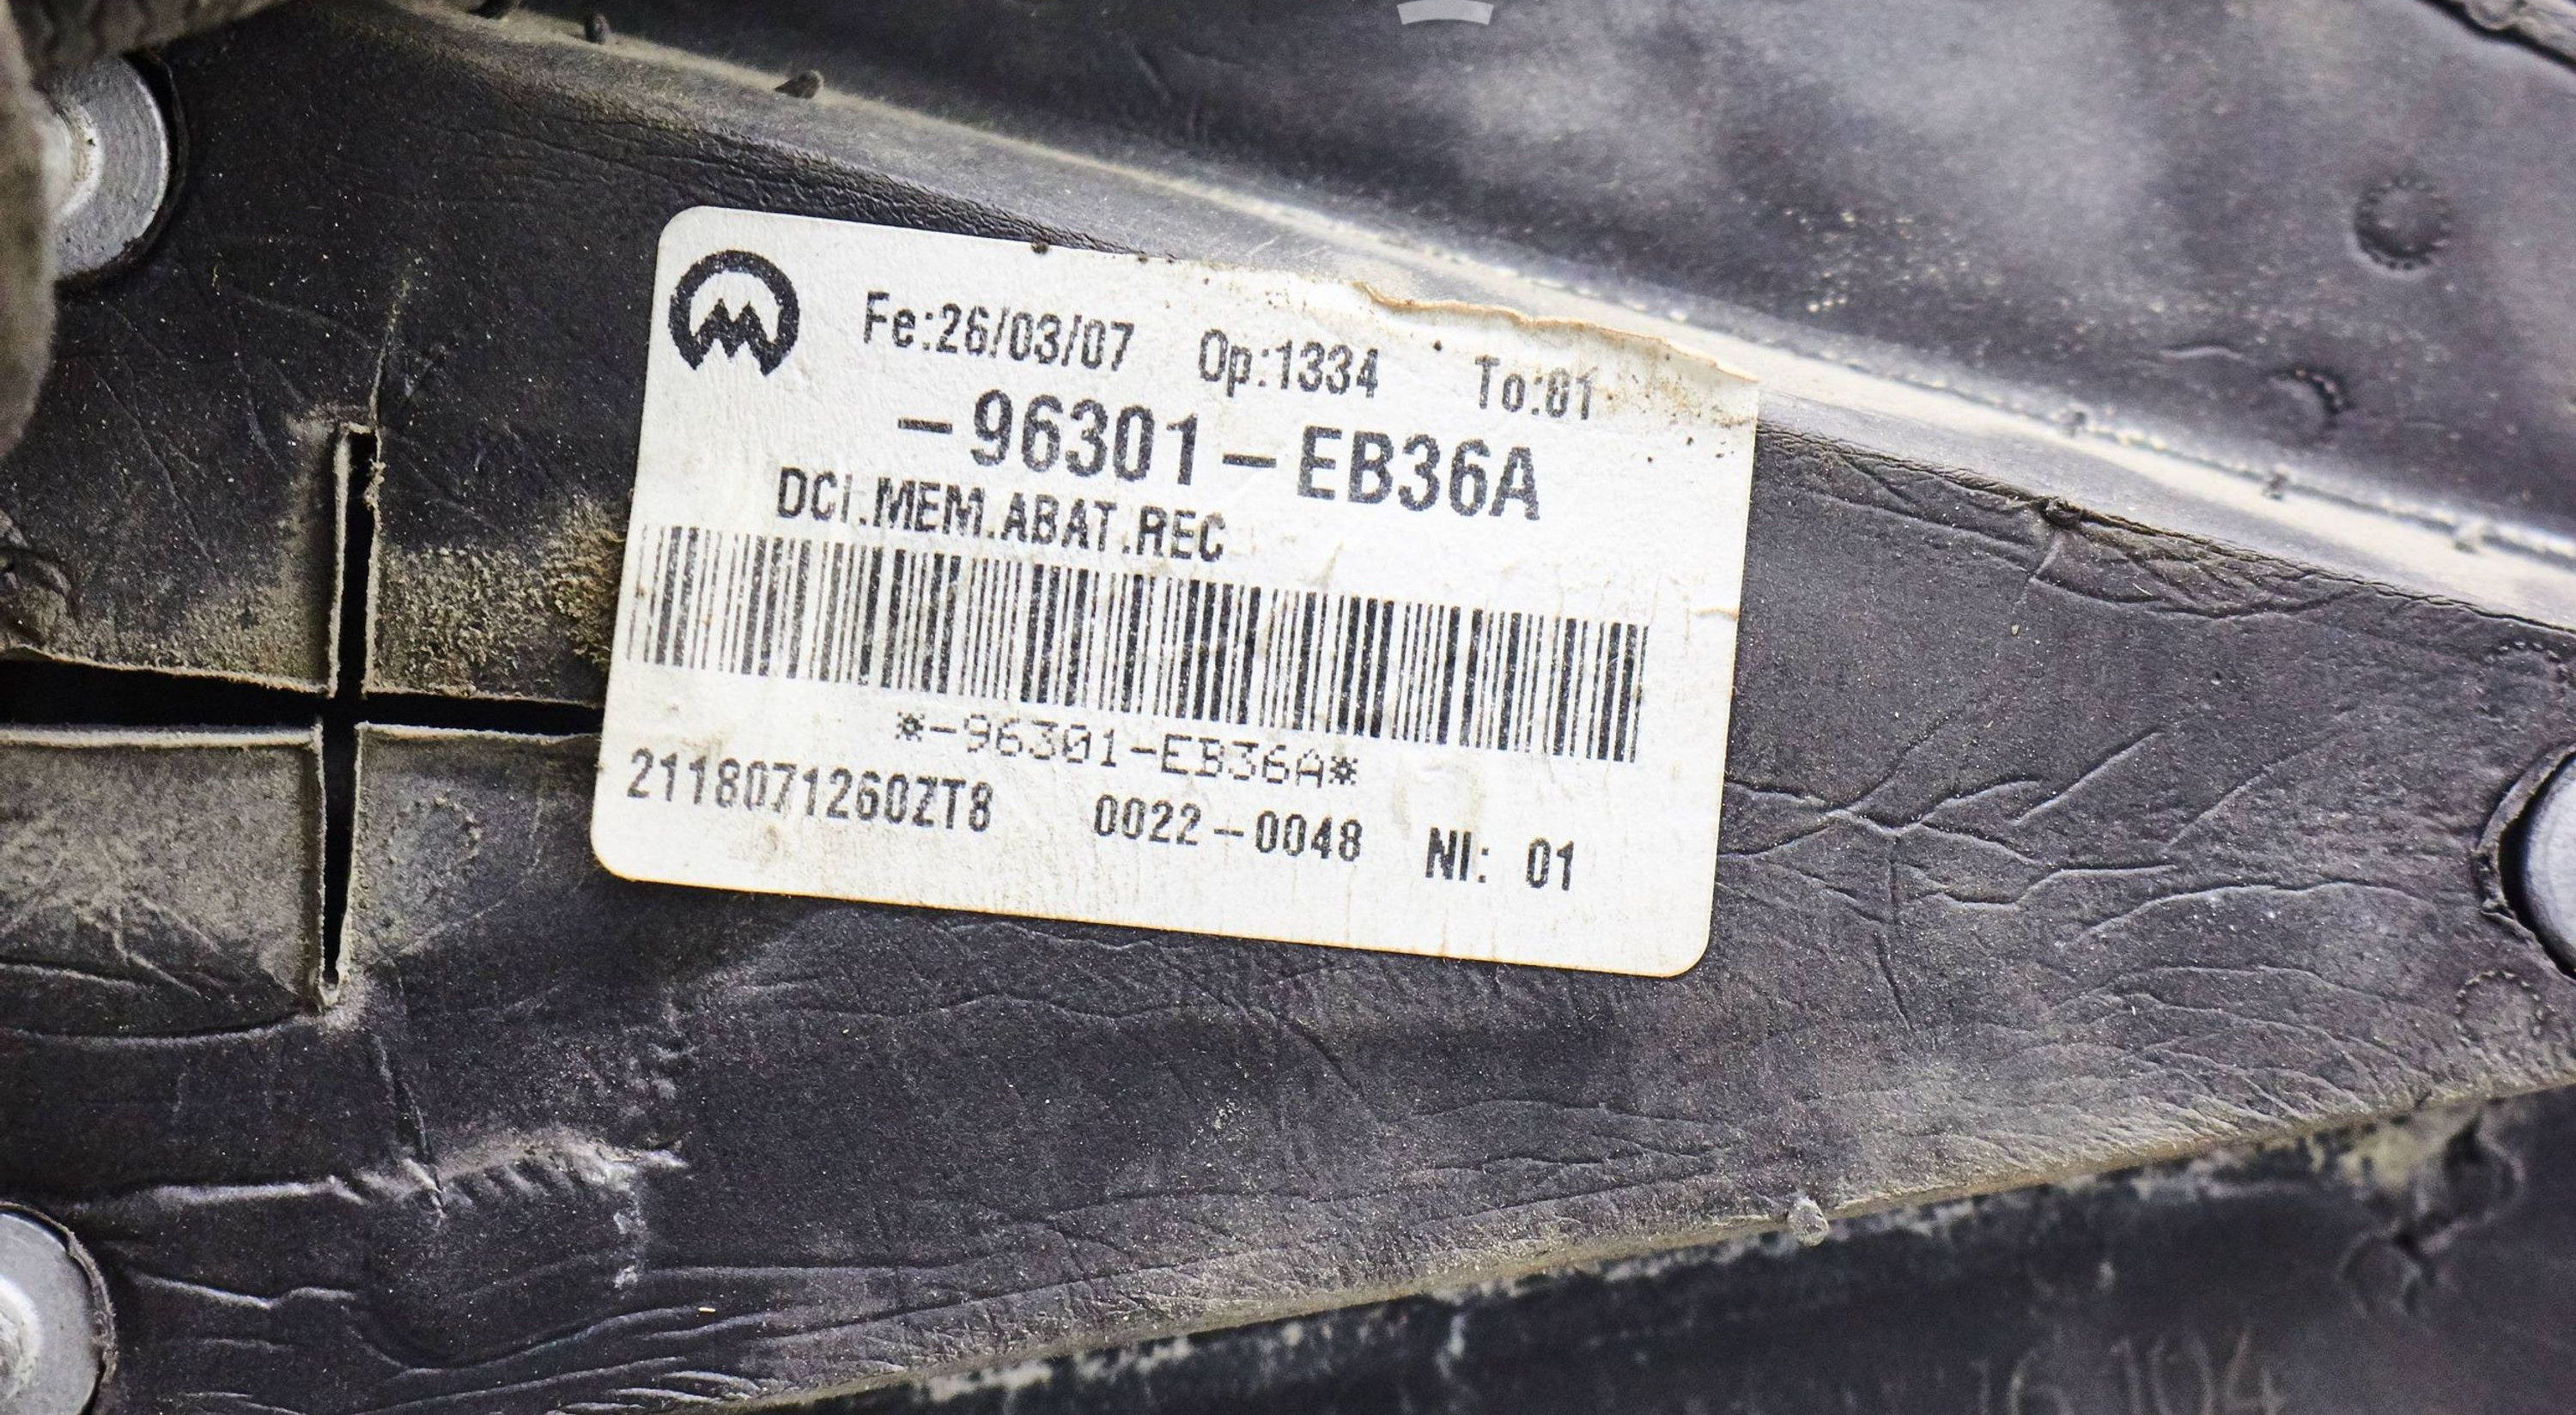 Fe:26/03/07 Op:1334 To:01
-96301-EB36A
DCI.MEM.ABAT.REC
*-96301-EB36A*
2118071260ZT8 0022-0048 NI: 01